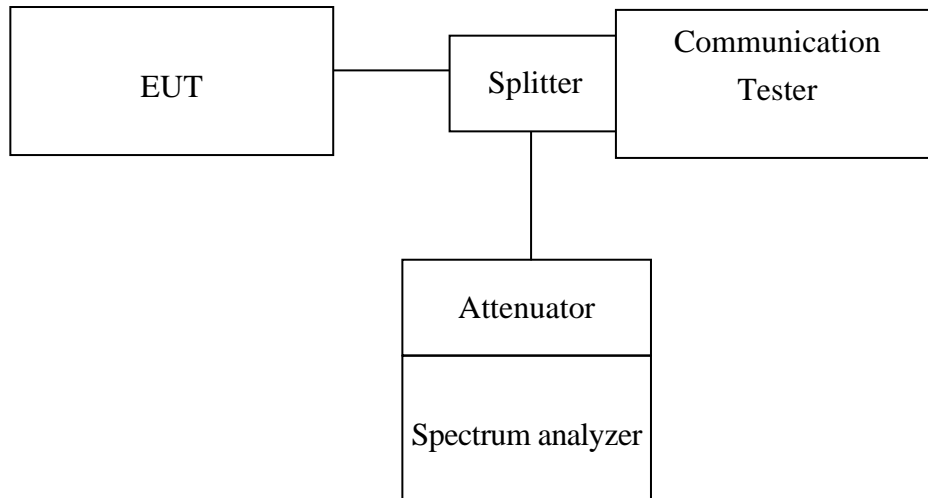 EUT
Splitter
Communication
Tester
Attenuator
Spectrum analyzer